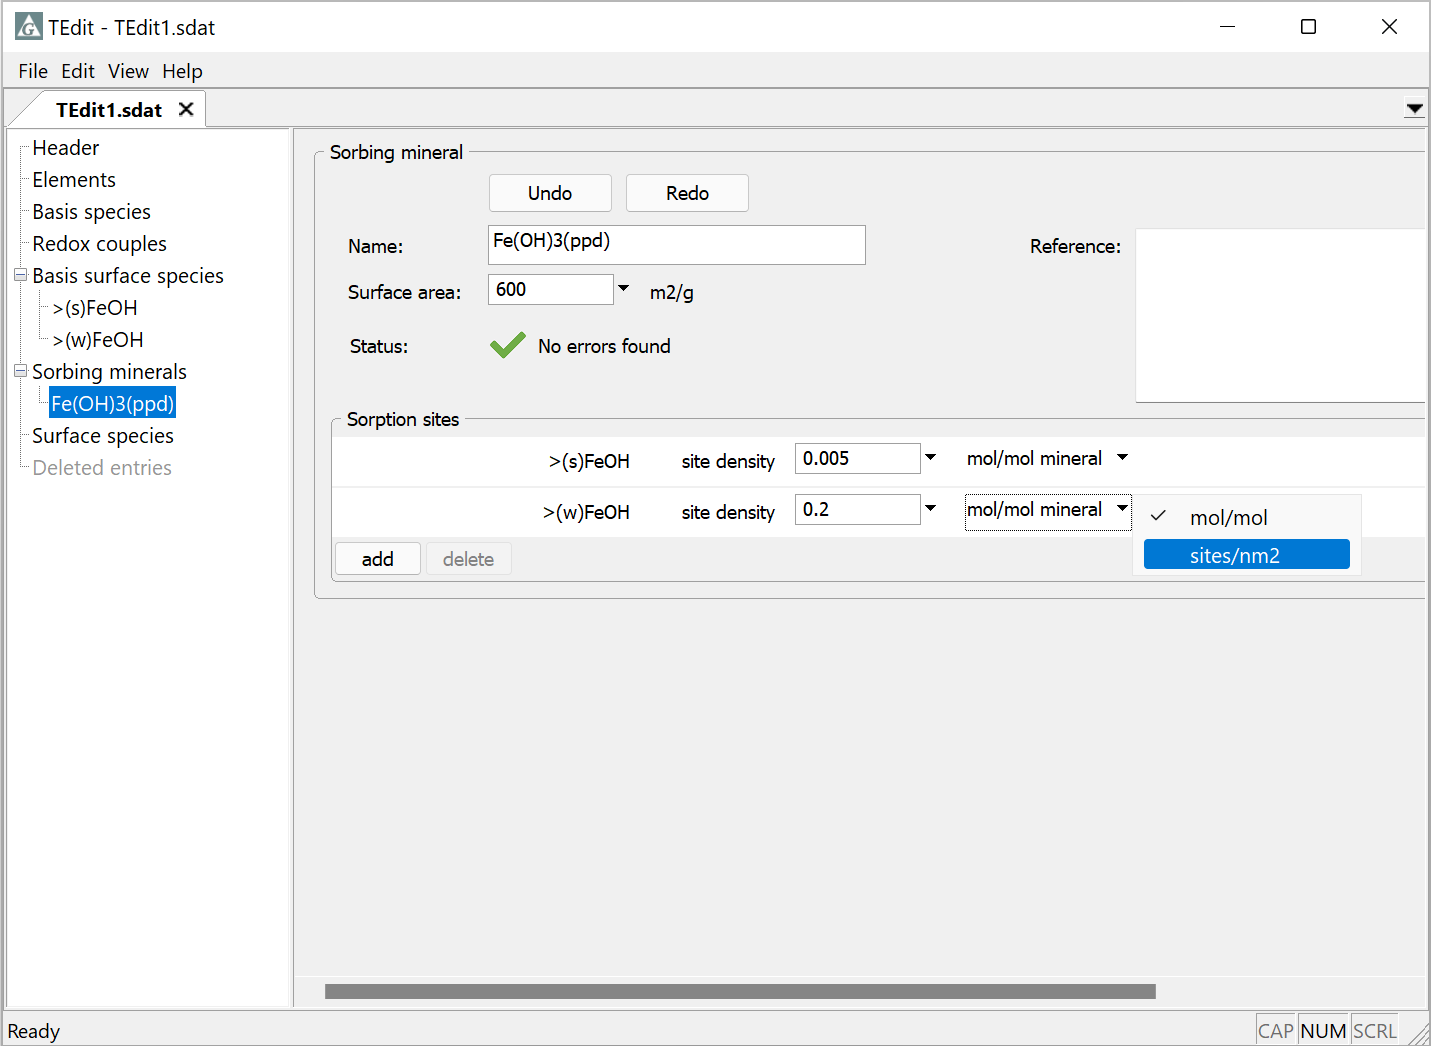 TEdit - TEdit1.sdat
File Edit View Help
TEdit1.sdat
Header
Elements
Basis species
Redox couples
Basis surface species
>(s)FeOH
>(w)FeOH
Sorbing minerals
Fe(OH)3(ppd)
Surface species
Deleted entries
Sorbing mineral
Undo Redo
Name: Fe(OH)3(ppd) Reference:
Surface area: 600 m2/g
Status: No errors found
Sorption sites
>(s)FeOH site density 0.005 mol/mol mineral
>(w)FeOH site density 0.2 mol/mol mineral
mol/mol
sites/nm2
add delete
Ready CAP NUM SCRL